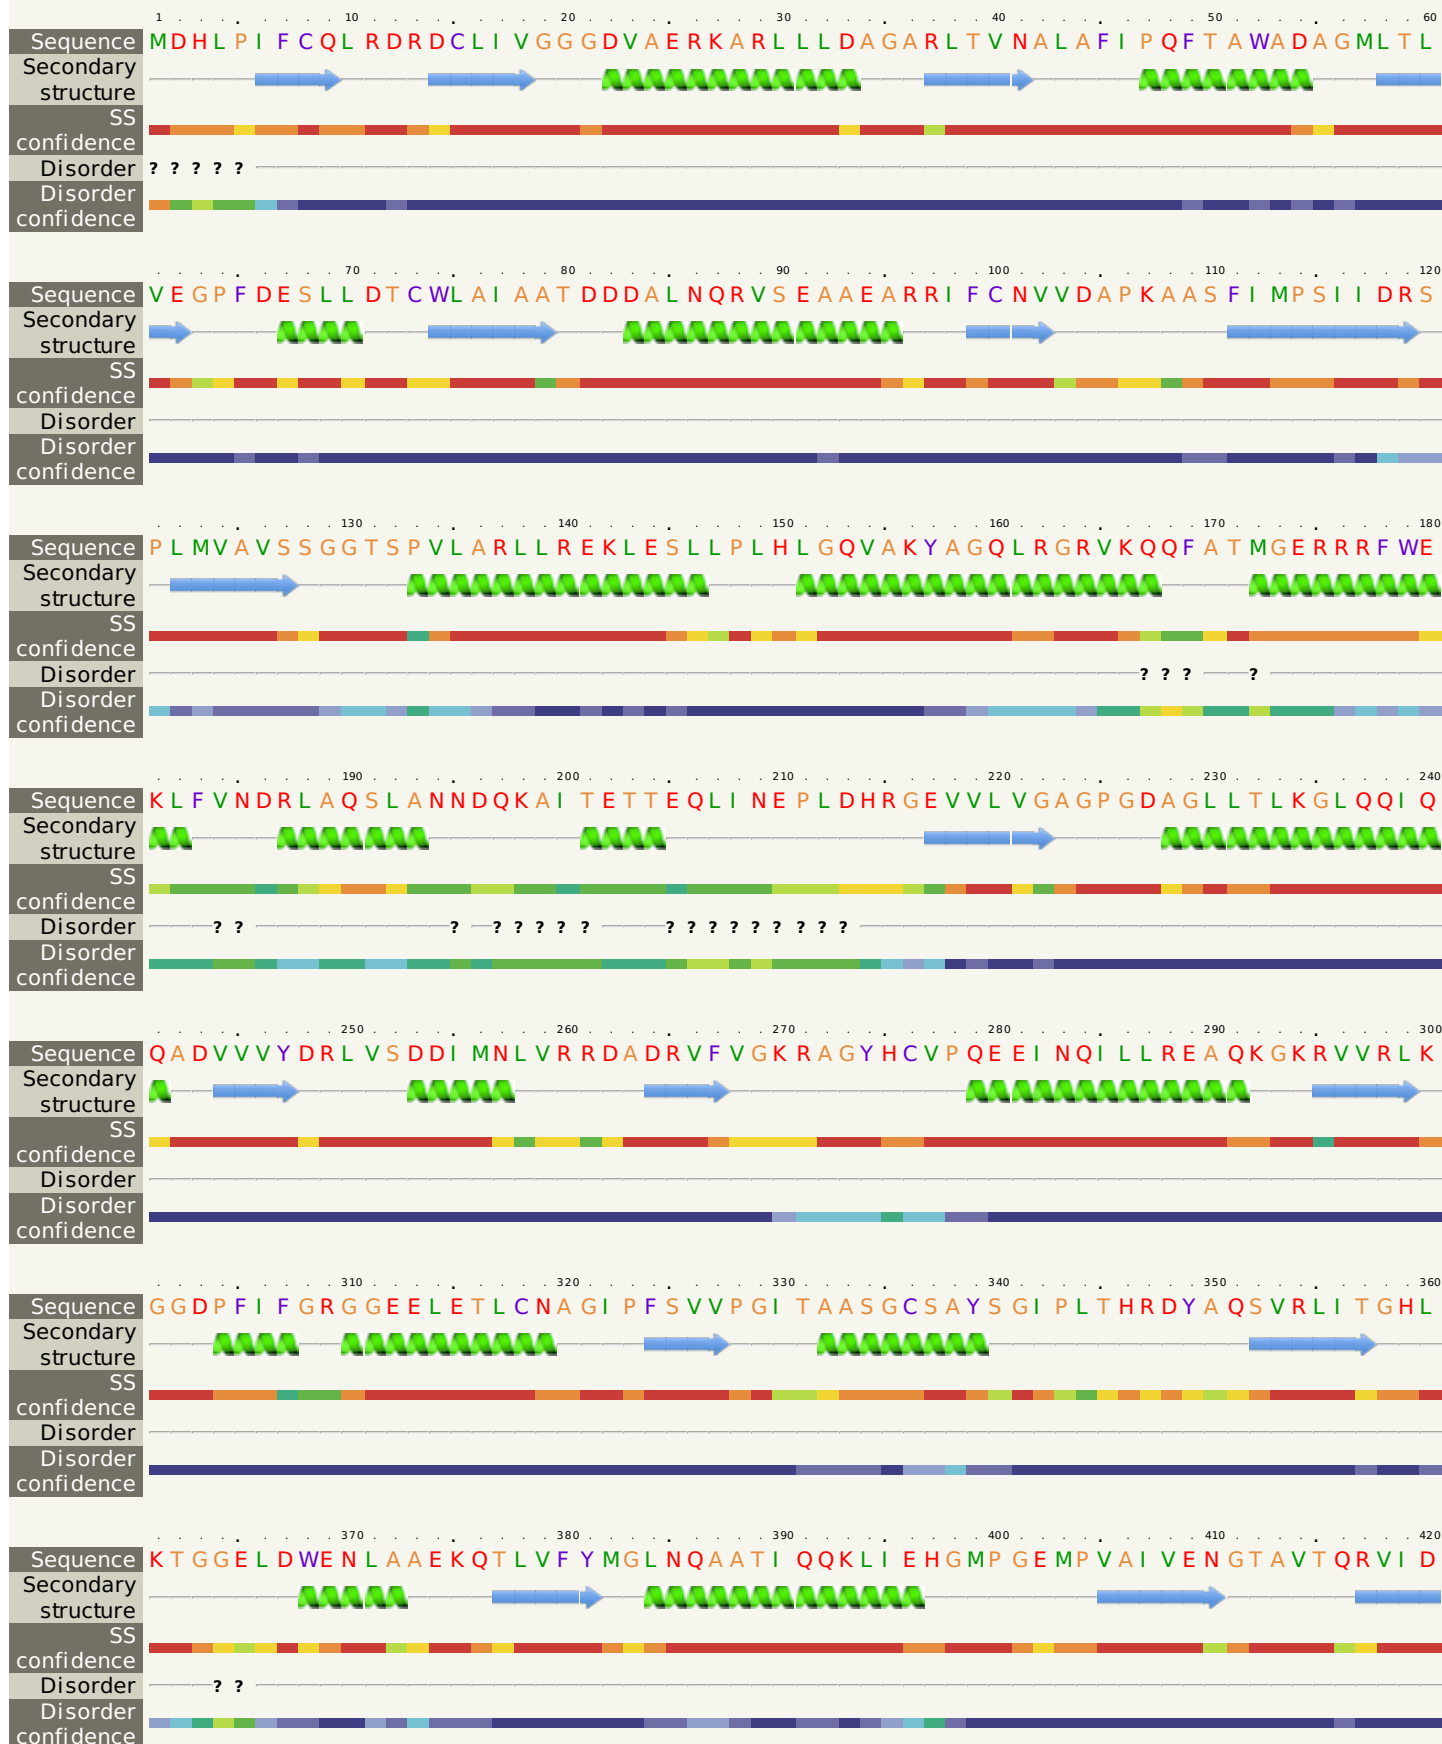 1 . . . . 10 . . . . 20 . . . . 30 . . . . 40 . . . . 50 . . . . 60
Sequence MDHLPIFCQLRDRDCLIVGGGDVAERKARLLLDAGARLTVNALAFIPQFTAWADAGMLTL
Secondary
structure
SS
confidence
Disorder ? ? ? ? ?
Disorder
confidence
. . . . 70 . . . . 80 . . . . 90 . . . . 100 . . . . 110 . . . . 120
Sequence VEGPFDESLLDTCWLAIAATDDDALNQRVSEAAEARRIFCNVVDAPKAASFIMPSIIDRS
Secondary
structure
SS
confidence
Disorder
Disorder
confidence
. . . . 130 . . . . 140 . . . . 150 . . . . 160 . . . . 170 . . . . 180
Sequence PLMVAVSSGGTSPVLARLLREKLESLLPLHLGQVAKYAGQLRGRVKQQFATMGERRRFWE
Secondary
structure
SS
confidence
Disorder ? ? ? ?
Disorder
confidence
. . . . 190 . . . . 200 . . . . 210 . . . . 220 . . . . 230 . . . . 240
Sequence KLFVNDRLAQSLANNDQKAITETTEQLINEPLDHRGEVVLVGAGPGDAGLLTLKGLQQIQ
Secondary
structure
SS
confidence
Disorder ? ? ? ? ? ? ? ? ? ? ? ? ? ? ? ? ?
Disorder
confidence
. . . . 250 . . . . 260 . . . . 270 . . . . 280 . . . . 290 . . . . 300
Sequence QADVVVYDRLVSDDIMNLVRRDADRVFVGKRAGYHCVPQEEINQILLREAQKGKRVVRLK
Secondary
structure
SS
confidence
Disorder
Disorder
confidence
. . . . 310 . . . . 320 . . . . 330 . . . . 340 . . . . 350 . . . . 360
Sequence GGDPFIFGRGGEELETLCNAGIPFSVVPGITAASGCSAYSGIPLTHRDYAQSVRLITGHL
Secondary
structure
SS
confidence
Disorder
Disorder
confidence
. . . . 370 . . . . 380 . . . . 390 . . . . 400 . . . . 410 . . . . 420
Sequence KTGGELDWENLAAEKQTLVFYMGLNQAATIQQKLIEHGMPGEMPVAIVENGTAVTQRVID
Secondary
structure
SS
confidence
Disorder ? ?
Disorder
confidence